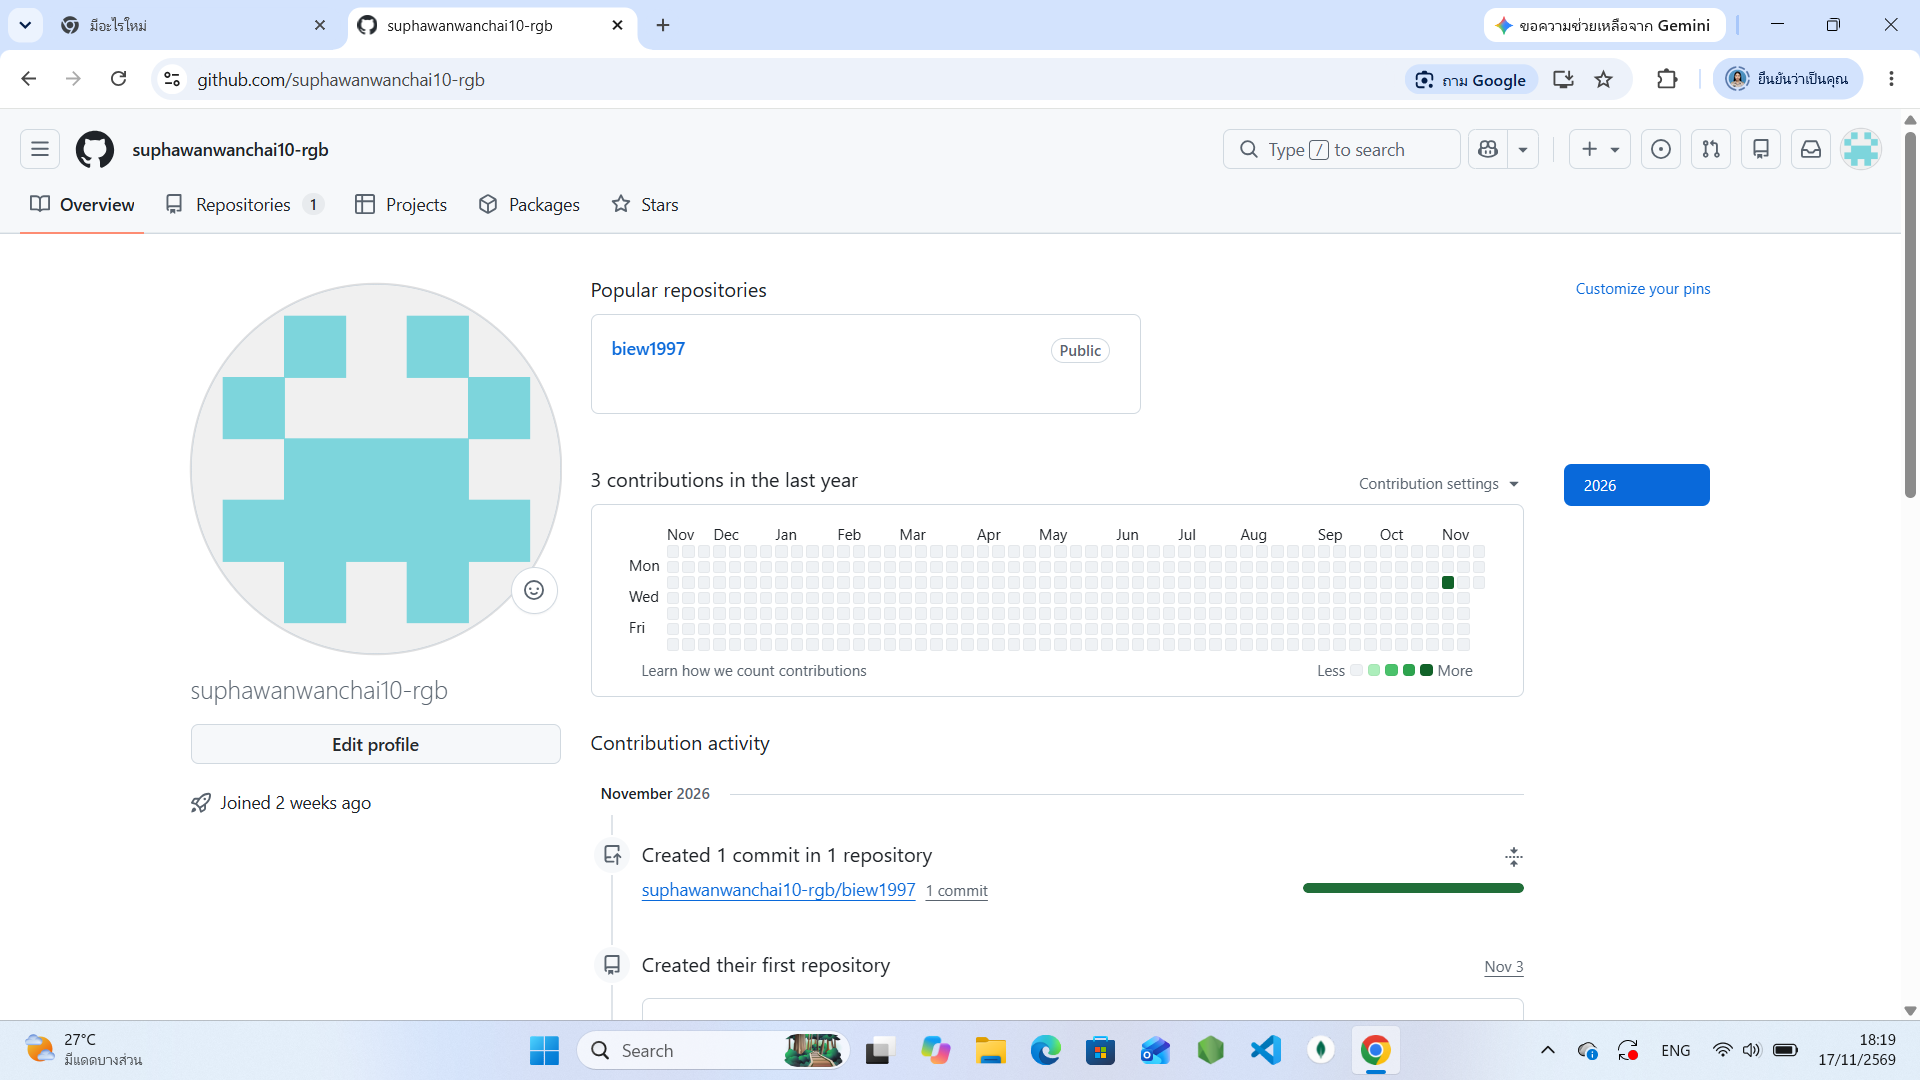 มีอะไรใหม่
suphawanwanchai10-rgb
ขอความช่วยเหลือจาก Gemini
github.com/suphawanwanchai10-rgb
ถาม Google
ยืนยันว่าเป็นคุณ
suphawanwanchai10-rgb
Type / to search
Overview
Repositories 1
Projects
Packages
Stars
Popular repositories
Customize your pins
biew1997
Public
3 contributions in the last year
Contribution settings
2026
Nov Dec Jan Feb Mar Apr May Jun Jul Aug Sep Oct Nov
Mon
Wed
Fri
Learn how we count contributions
Less More
suphawanwanchai10-rgb
Edit profile
Joined 2 weeks ago
Contribution activity
November 2026
Created 1 commit in 1 repository
suphawanwanchai10-rgb/biew1997 1 commit
Created their first repository
Nov 3
27°C
มีแดดบางส่วน
Search
ENG
18:19
17/11/2569